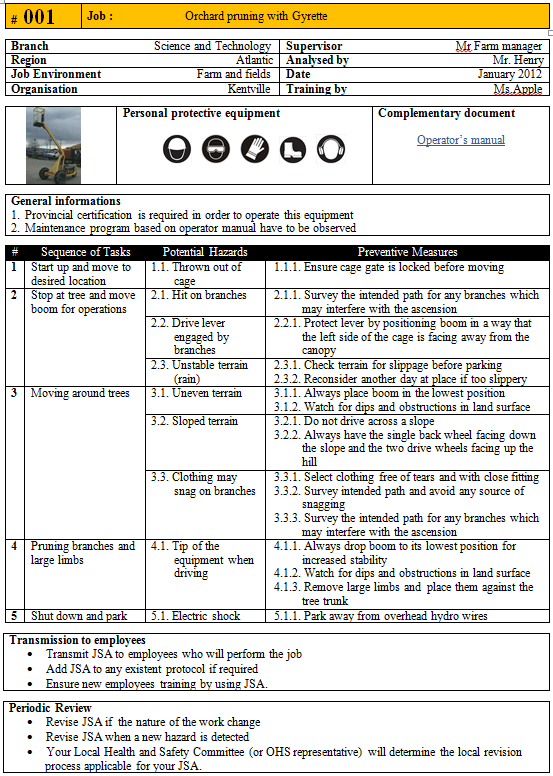 # 001 Job : Orchard pruning with Gyrette
Branch Science and Technology Supervisor Mr Farm manager
Region Atlantic Analysed by Mr. Henry
Job Environment Farm and fields Date January 2012
Organisation Kentville Training by Ms.Apple
Personal protective equipment Complementary document
Operator's manual
General informations
1. Provincial certification is required in order to operate this equipment
2. Maintenance program based on operator manual have to be observed
# Sequence of Tasks Potential Hazards Preventive Measures
1 Start up and move to desired location
1.1. Thrown out of cage
1.1.1. Ensure cage gate is locked before moving
2 Stop at tree and move boom for operations
2.1. Hit on branches
2.1.1. Survey the intended path for any branches which may interfere with the ascension
2.2. Drive lever engaged by branches
2.2.1. Protect lever by positioning boom in a way that the left side of the cage is facing away from the canopy
2.3. Unstable terrain (rain)
2.3.1. Check terrain for slippage before parking
2.3.2. Reconsider another day at place if too slippery
3 Moving around trees
3.1. Uneven terrain
3.1.1. Always place boom in the lowest position
3.1.2. Watch for dips and obstructions in land surface
3.2. Sloped terrain
3.2.1. Do not drive across a slope
3.2.2. Always have the single back wheel facing down the slope and the two drive wheels facing up the hill
3.3. Clothing may snag on branches
3.3.1. Select clothing free of tears and with close fitting
3.3.2. Survey intended path and avoid any source of snagging
3.3.3. Survey the intended path for any branches which may interfere with the ascension
4 Pruning branches and large limbs
4.1. Tip of the equipment when driving
4.1.1. Always drop boom to its lowest position for increased stability
4.1.2. Watch for dips and obstructions in land surface
4.1.3. Remove large limbs and place them against the tree trunk
5 Shut down and park
5.1. Electric shock
5.1.1. Park away from overhead hydro wires
Transmission to employees
• Transmit JSA to employees who will perform the job
• Add JSA to any existent protocol if required
• Ensure new employees training by using JSA.
Periodic Review
• Revise JSA if the nature of the work change
• Revise JSA when a new hazard is detected
• Your Local Health and Safety Committee (or OHS representative) will determine the local revision
process applicable for your JSA.